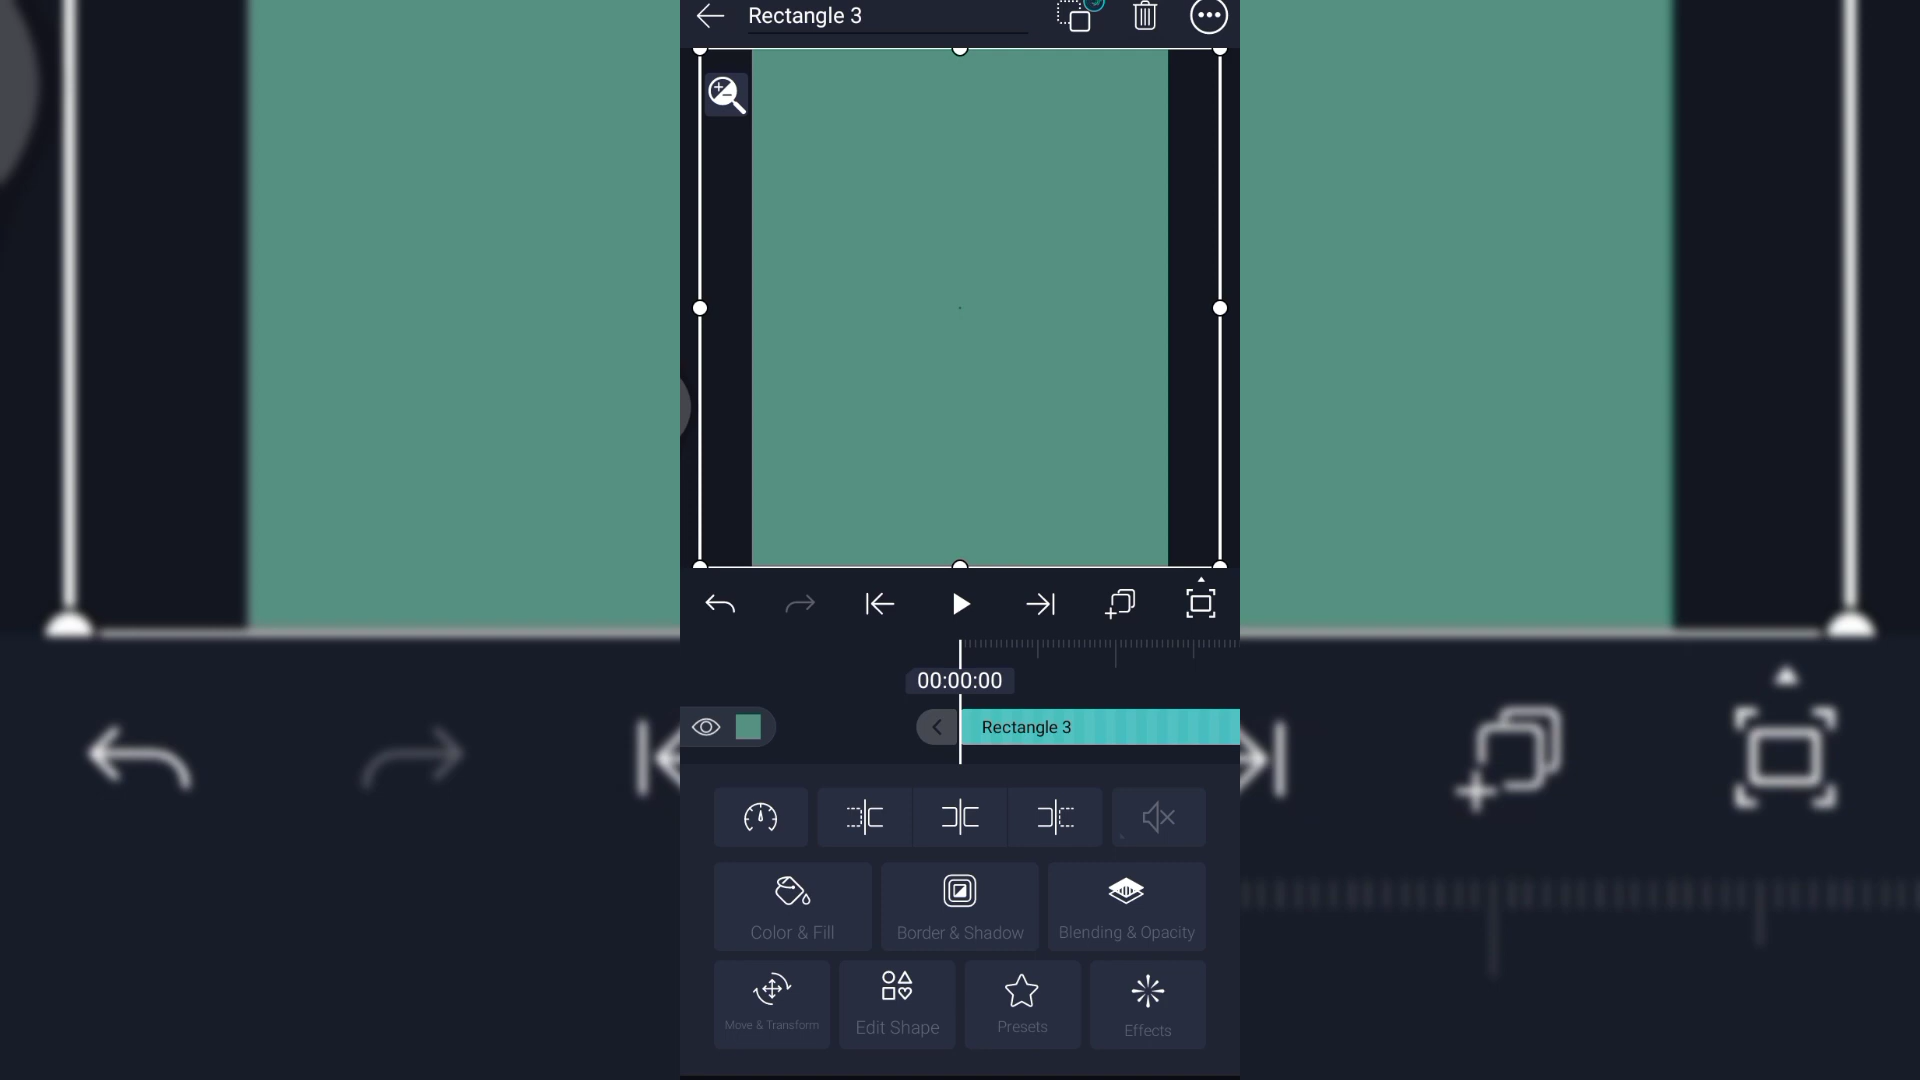 Rectangle 3
00:00:00
Rectangle 3
Color & Fill
Border & Shadow
Blending & Opacity
Move & Transform
Edit Shape
Presets
Effects